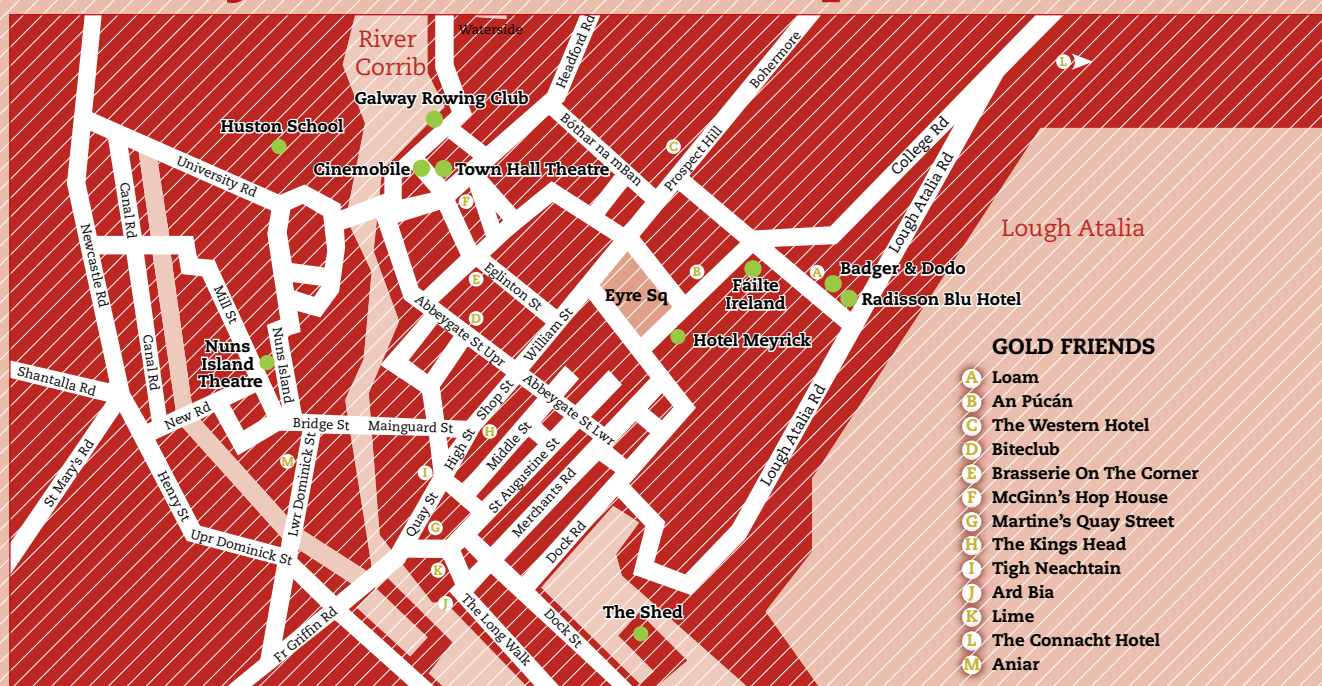 Waterside
River
Corrib
Headford Rd
Bohermore
L
Galway Rowing Club
Huston School
Bóthar na mBan
C
Prospect Hill
College Rd
University Rd
Cinemobile
Town Hall Theatre
Canal Rd
F
Lough Atalia Rd
Lough Atalia
Newcastle Rd
E
Eglinton St
B
A
Badger & Dodo
Fáilte
Ireland
Radisson Blu Hotel
Eyre Sq
Mill St
D
Abbeygate St Upr
William St
Hotel Meyrick
Nuns Island
Nuns
Island
Theatre
Canal Rd
Shantalla Rd
New Rd
Bridge St
Mainguard St
Shop St
Abbeygate St Lwr
H
High St
Middle St
St Augustine St
Lough Atalia Rd
M
Lwr Dominick St
I
St Mary's Rd
Henry St
Quay St
G
Merchants Rd
Dock Rd
Upr Dominick St
K
J
The Long Walk
Dock St
The Shed
Fr Griffin Rd
GOLD FRIENDS
A Loam
B An Púcán
C The Western Hotel
D Biteclub
E Brasserie On The Corner
F McGinn's Hop House
G Martine's Quay Street
H The Kings Head
I Tigh Neachtain
J Ard Bia
K Lime
L The Connacht Hotel
M Aniar